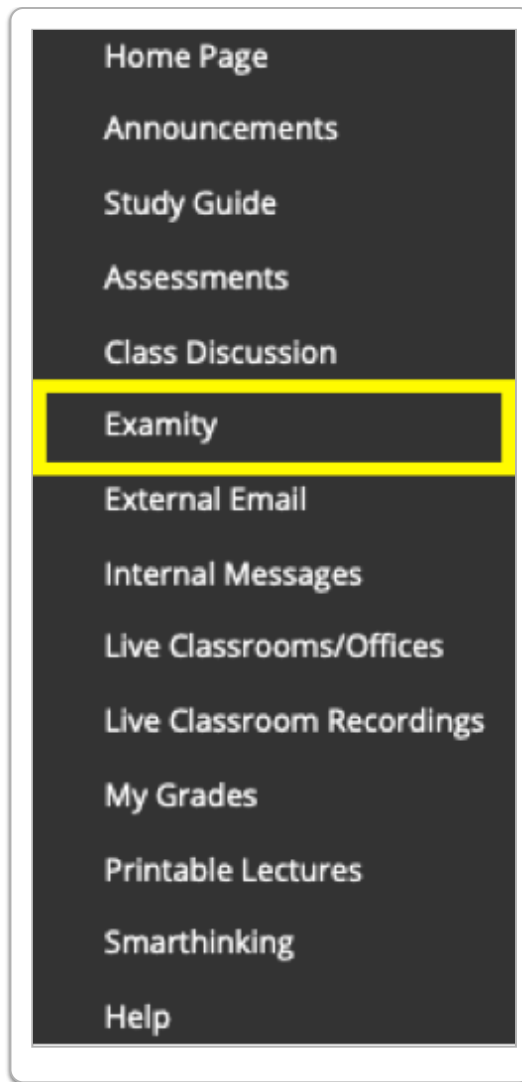 Home Page
Announcements
Study Guide
Assessments
Class Discussion
Examity
External Email
Internal Messages
Live Classrooms/Offices
Live Classroom Recordings
My Grades
Printable Lectures
Smarthinking
Help